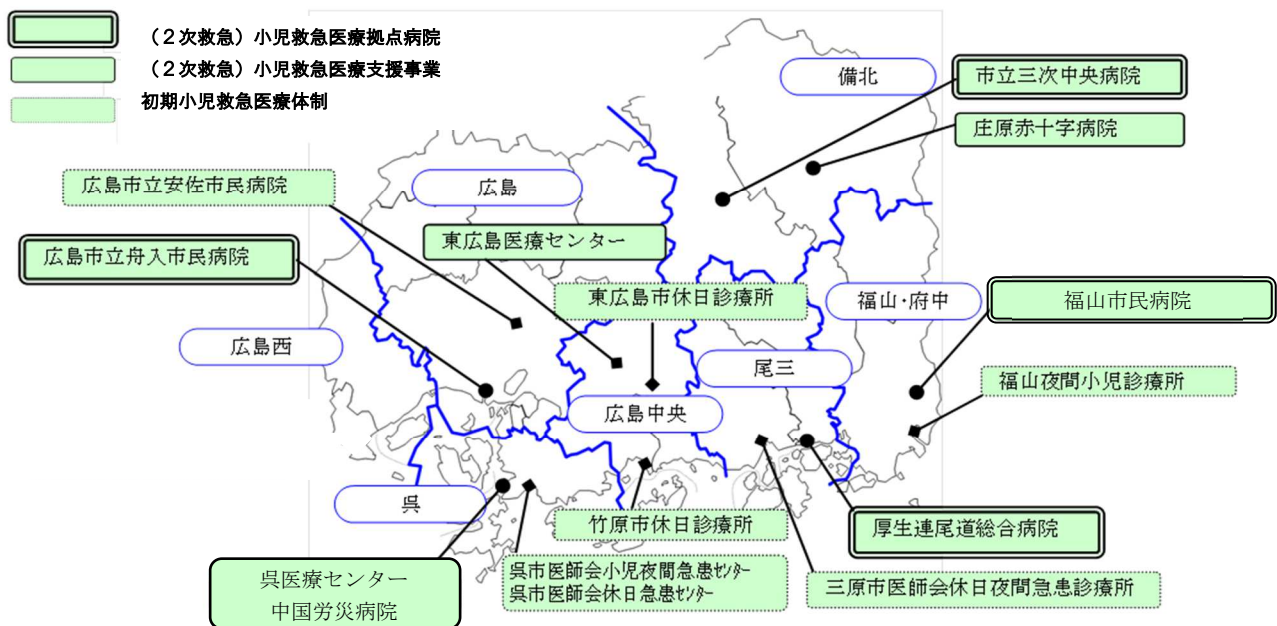 （２次救急）小児救急医療拠点病院
（２次救急）小児救急医療支援事業
初期小児救急医療体制
備北
市立三次中央病院
庄原赤十字病院
広島市立安佐市民病院
広島
東広島医療センター
広島市立舟入市民病院
東広島市休日診療所
福山・府中
福山市民病院
広島西
尾三
福山夜間小児診療所
広島中央
呉
竹原市休日診療所
厚生連尾道総合病院
呉医療センター
中国労災病院
呉市医師会小児夜間急患ｾﾝﾀｰ
呉市医師会休日急患ｾﾝﾀｰ
三原市医師会休日夜間急患診療所